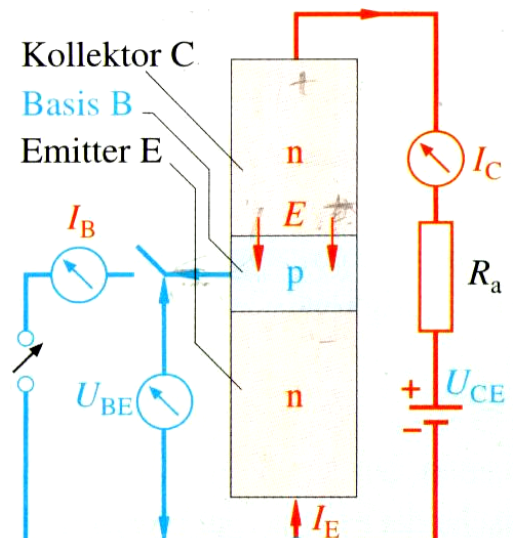 Kollektor C
Basis B
Emitter E
n
+
E
p
n
I_B
U_BE
I_C
R_a
+
U_CE
−
I_E